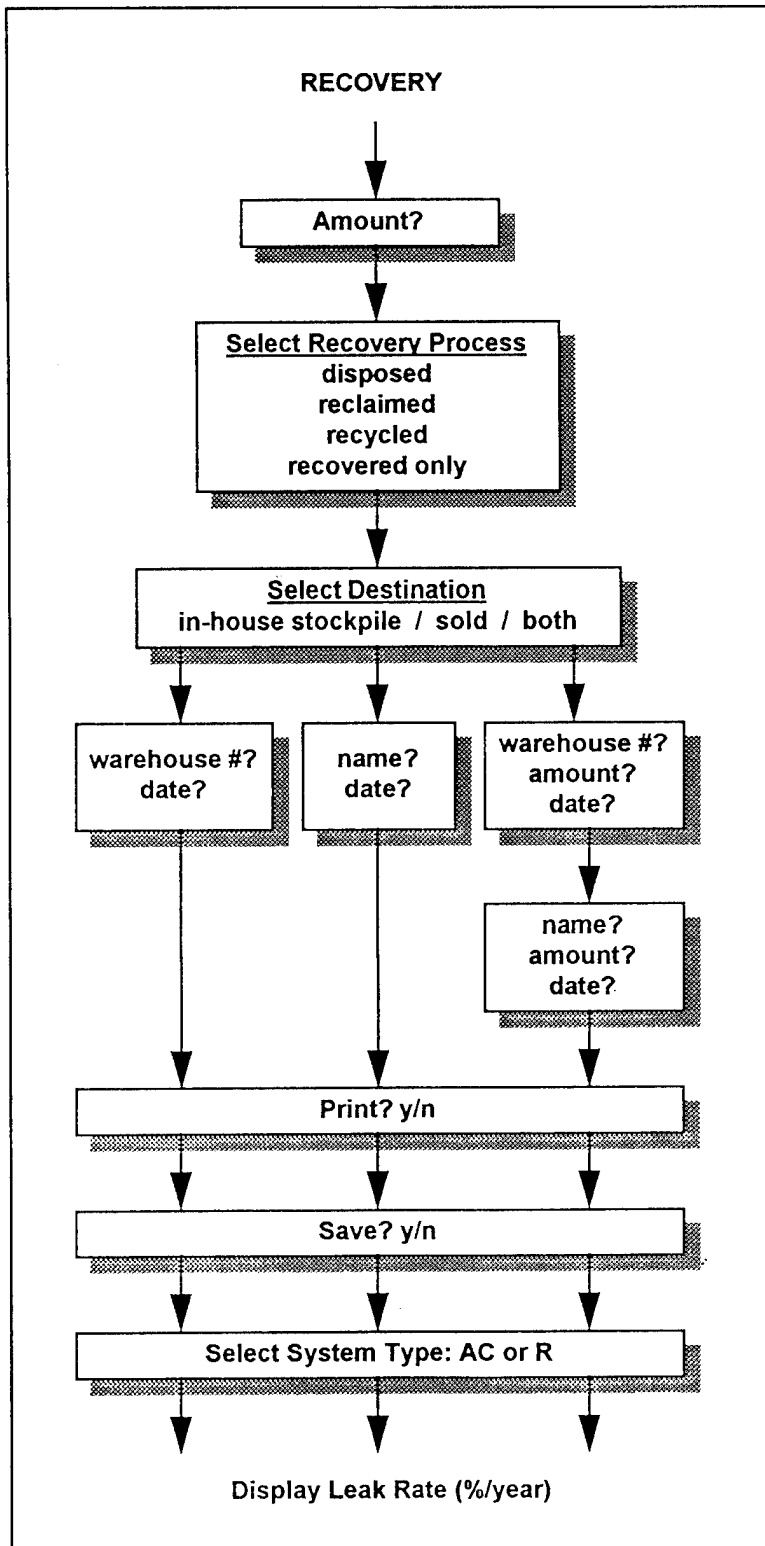 RECOVERY
Amount?
Select Recovery Process
disposed
reclaimed
recycled
recovered only
Select Destination
in-house stockpile / sold / both
warehouse #?
date?
name?
date?
warehouse #?
amount?
date?
name?
amount?
date?
Print? y/n
Save? y/n
Select System Type: AC or R
Display Leak Rate (%/year)